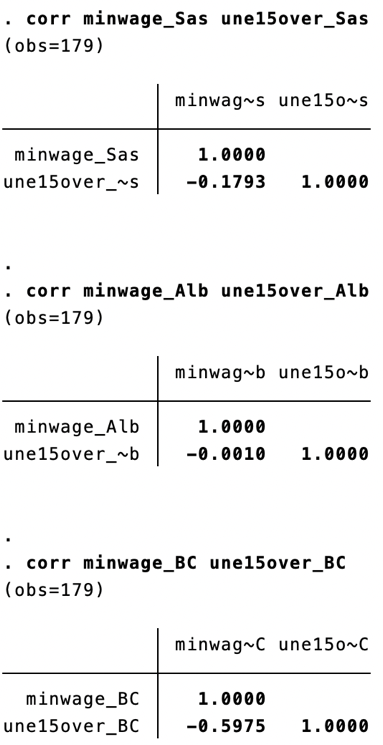 . corr minwage_Sas une15over_Sas
(obs=179)
minwag~s une15o~s
minwage_Sas 1.0000
une15over_~s -0.1793 1.0000
.
. corr minwage_Alb une15over_Alb
(obs=179)
minwag~b une15o~b
minwage_Alb 1.0000
une15over_~b -0.0010 1.0000
.
. corr minwage_BC une15over_BC
(obs=179)
minwag~C une15o~C
minwage_BC 1.0000
une15over_BC -0.5975 1.0000